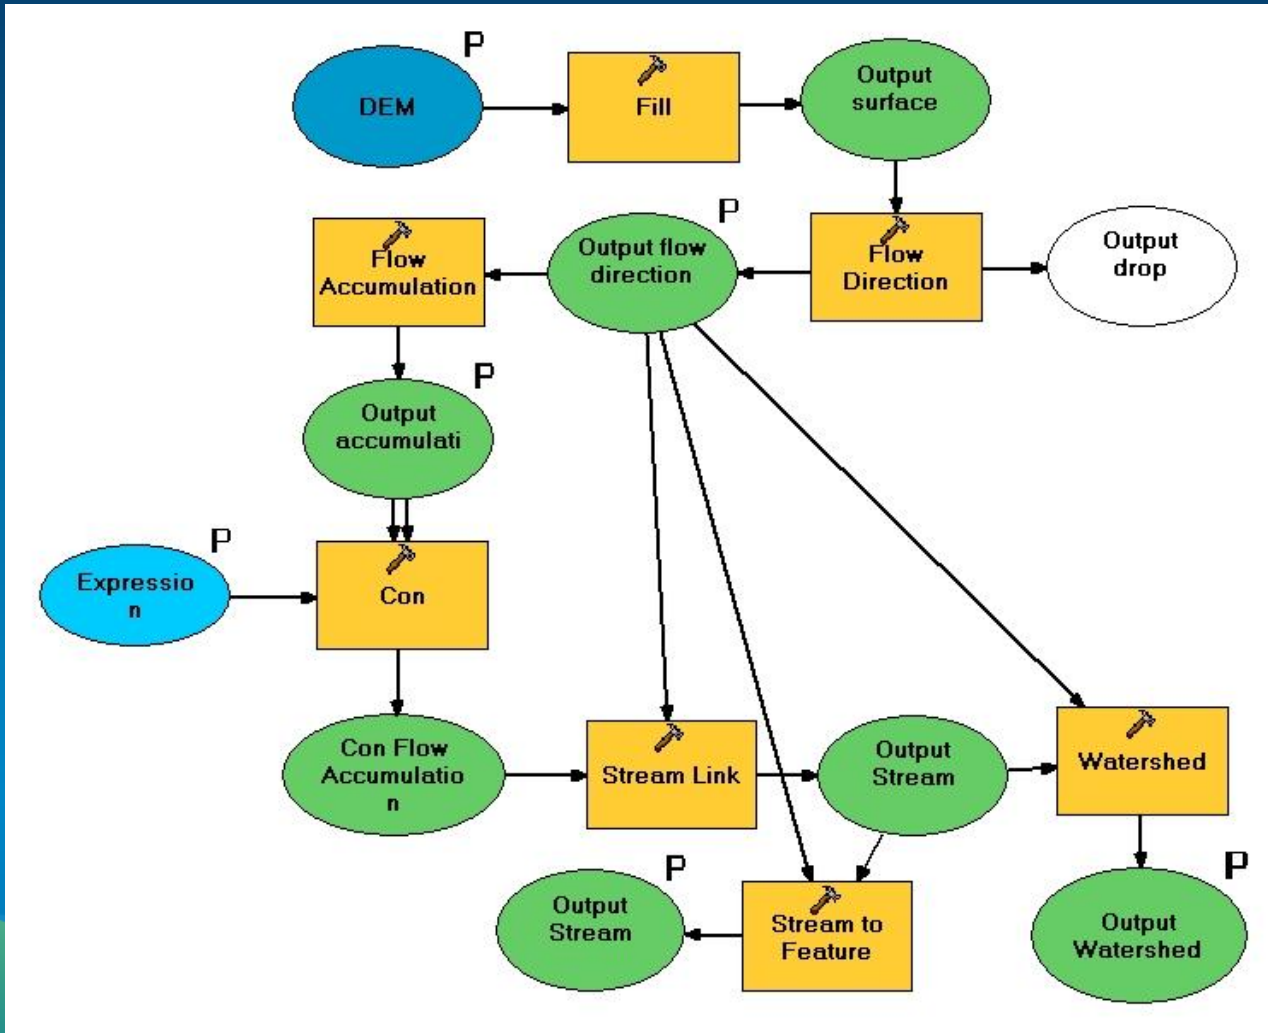 P
DEM
Fill
Output
surface
Flow
Accumulation
P
Output flow
direction
Flow
Direction
Output
drop
P
Output
accumulati
P
Expressio
n
Con
Con Flow
Accumulatio
n
Stream Link
Output
Stream
Watershed
P
Output
Stream
Stream to
Feature
P
Output
Watershed